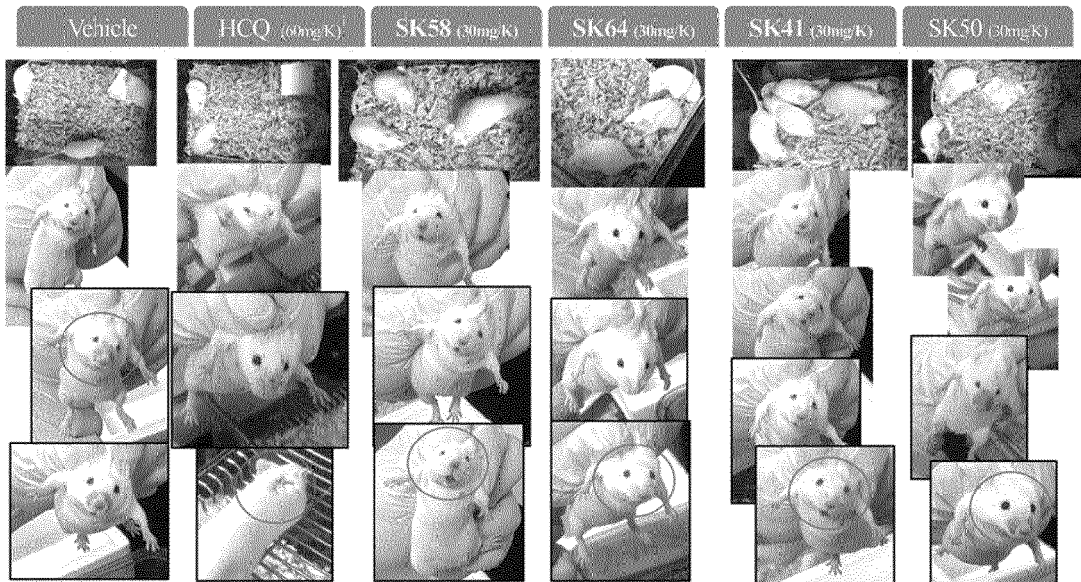 Vehicle
HCQ (60mg/K)
SK58 (30mg/K)
SK64 (30mg/K)
SK41 (30mg/K)
SK50 (30mg/K)